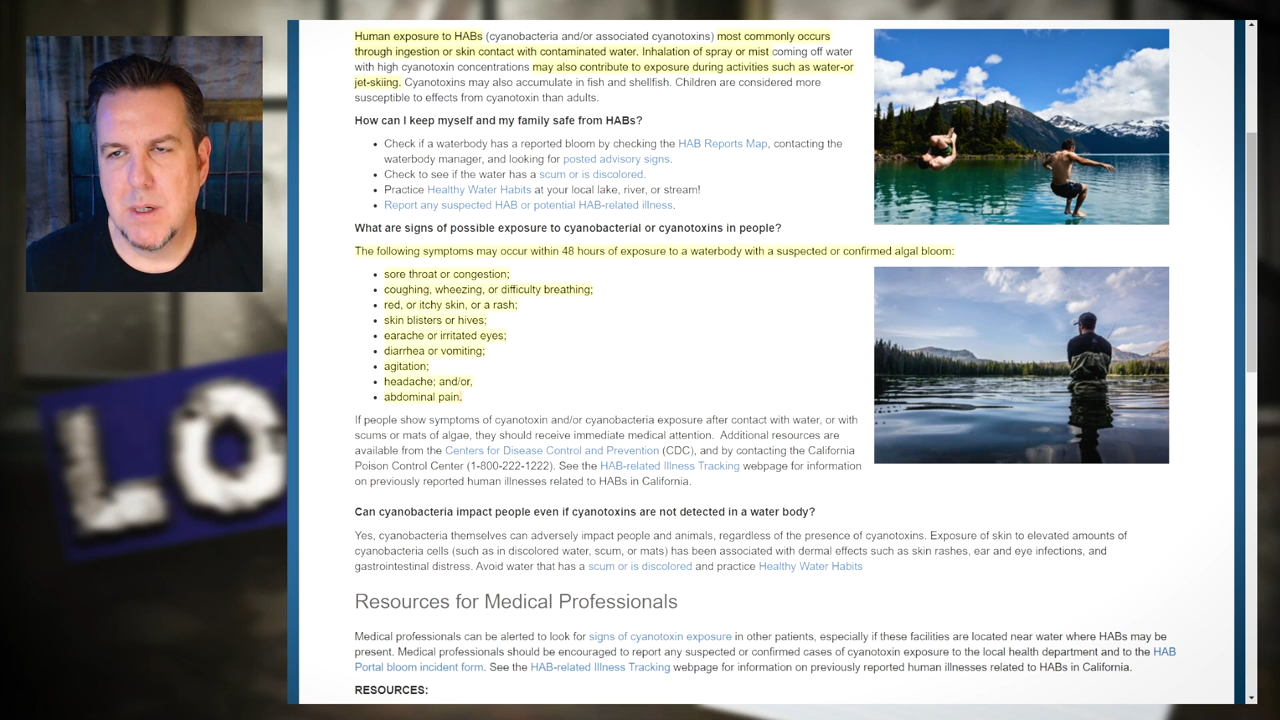 Human exposure to HABs (cyanobacteria and/or associated cyanotoxins) most commonly occurs
through ingestion or skin contact with contaminated water. Inhalation of spray or mist coming off water
with high cyanotoxin concentrations may also contribute to exposure during activities such as water-or
jet-skiing. Cyanotoxins may also accumulate in fish and shellfish. Children are considered more
susceptible to effects from cyanotoxin than adults.
How can I keep myself and my family safe from HABs?
• Check if a waterbody has a reported bloom by checking the HAB Reports Map, contacting the
waterbody manager, and looking for posted advisory signs.
• Check to see if the water has a scum or is discolored.
• Practice Healthy Water Habits at your local lake, river, or stream!
• Report any suspected HAB or potential HAB-related illness.
What are signs of possible exposure to cyanobacterial or cyanotoxins in people?
The following symptoms may occur within 48 hours of exposure to a waterbody with a suspected or confirmed algal bloom:
• sore throat or congestion;
• coughing, wheezing, or difficulty breathing;
• red, or itchy skin, or a rash;
• skin blisters or hives;
• earache or irritated eyes;
• diarrhea or vomiting;
• agitation;
• headache; and/or,
• abdominal pain.
If people show symptoms of cyanotoxin and/or cyanobacteria exposure after contact with water, or with
scums or mats of algae, they should receive immediate medical attention. Additional resources are
available from the Centers for Disease Control and Prevention (CDC), and by contacting the California
Poison Control Center (1-800-222-1222). See the HAB-related Illness Tracking webpage for information
on previously reported human illnesses related to HABs in California.
Can cyanobacteria impact people even if cyanotoxins are not detected in a water body?
Yes, cyanobacteria themselves can adversely impact people and animals, regardless of the presence of cyanotoxins. Exposure of skin to elevated amounts of
cyanobacteria cells (such as in discolored water, scum, or mats) has been associated with dermal effects such as skin rashes, ear and eye infections, and
gastrointestinal distress. Avoid water that has a scum or is discolored and practice Healthy Water Habits
Resources for Medical Professionals
Medical professionals can be alerted to look for signs of cyanotoxin exposure in other patients, especially if these facilities are located near water where HABs may be
present. Medical professionals should be encouraged to report any suspected or confirmed cases of cyanotoxin exposure to the local health department and to the HAB
Portal bloom incident form. See the HAB-related Illness Tracking webpage for information on previously reported human illnesses related to HABs in California.
RESOURCES: